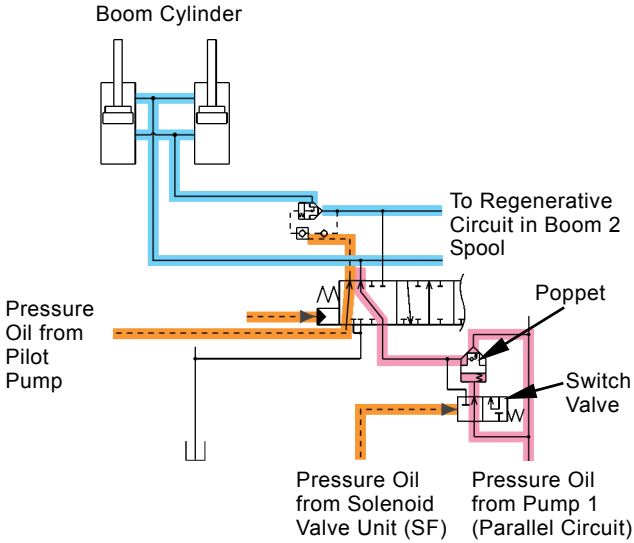 Boom Cylinder
To Regenerative
Circuit in Boom 2
Spool
Poppet
Pressure
Oil from
Pilot
Pump
Switch
Valve
Pressure Oil
from Solenoid
Valve Unit (SF)
Pressure Oil
from Pump 1
(Parallel Circuit)